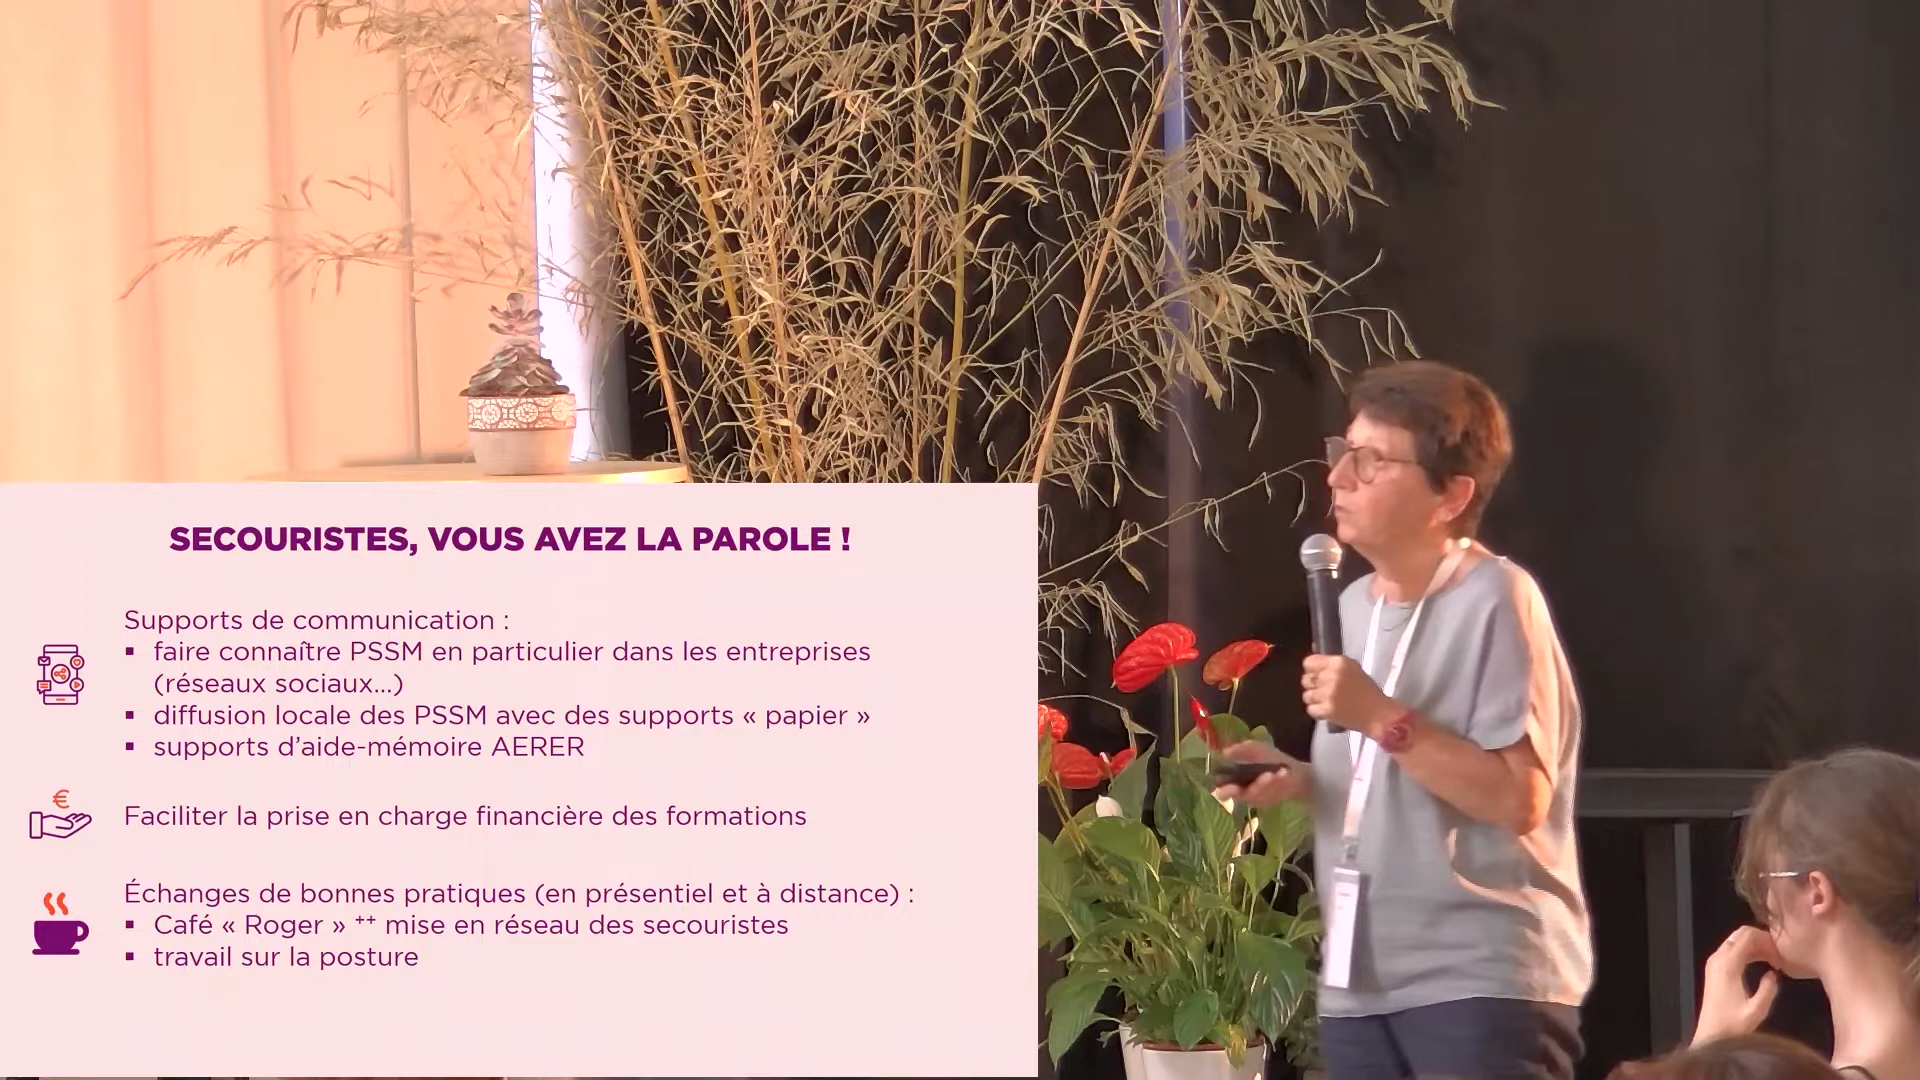 SECOURISTES, VOUS AVEZ LA PAROLE !
Supports de communication :
▪ faire connaître PSSM en particulier dans les entreprises
(réseaux sociaux...)
▪ diffusion locale des PSSM avec des supports « papier »
▪ supports d’aide-mémoire AERER
€
Faciliter la prise en charge financière des formations
Échanges de bonnes pratiques (en présentiel et à distance) :
▪ Café « Roger » ⁺⁺ mise en réseau des secouristes
▪ travail sur la posture